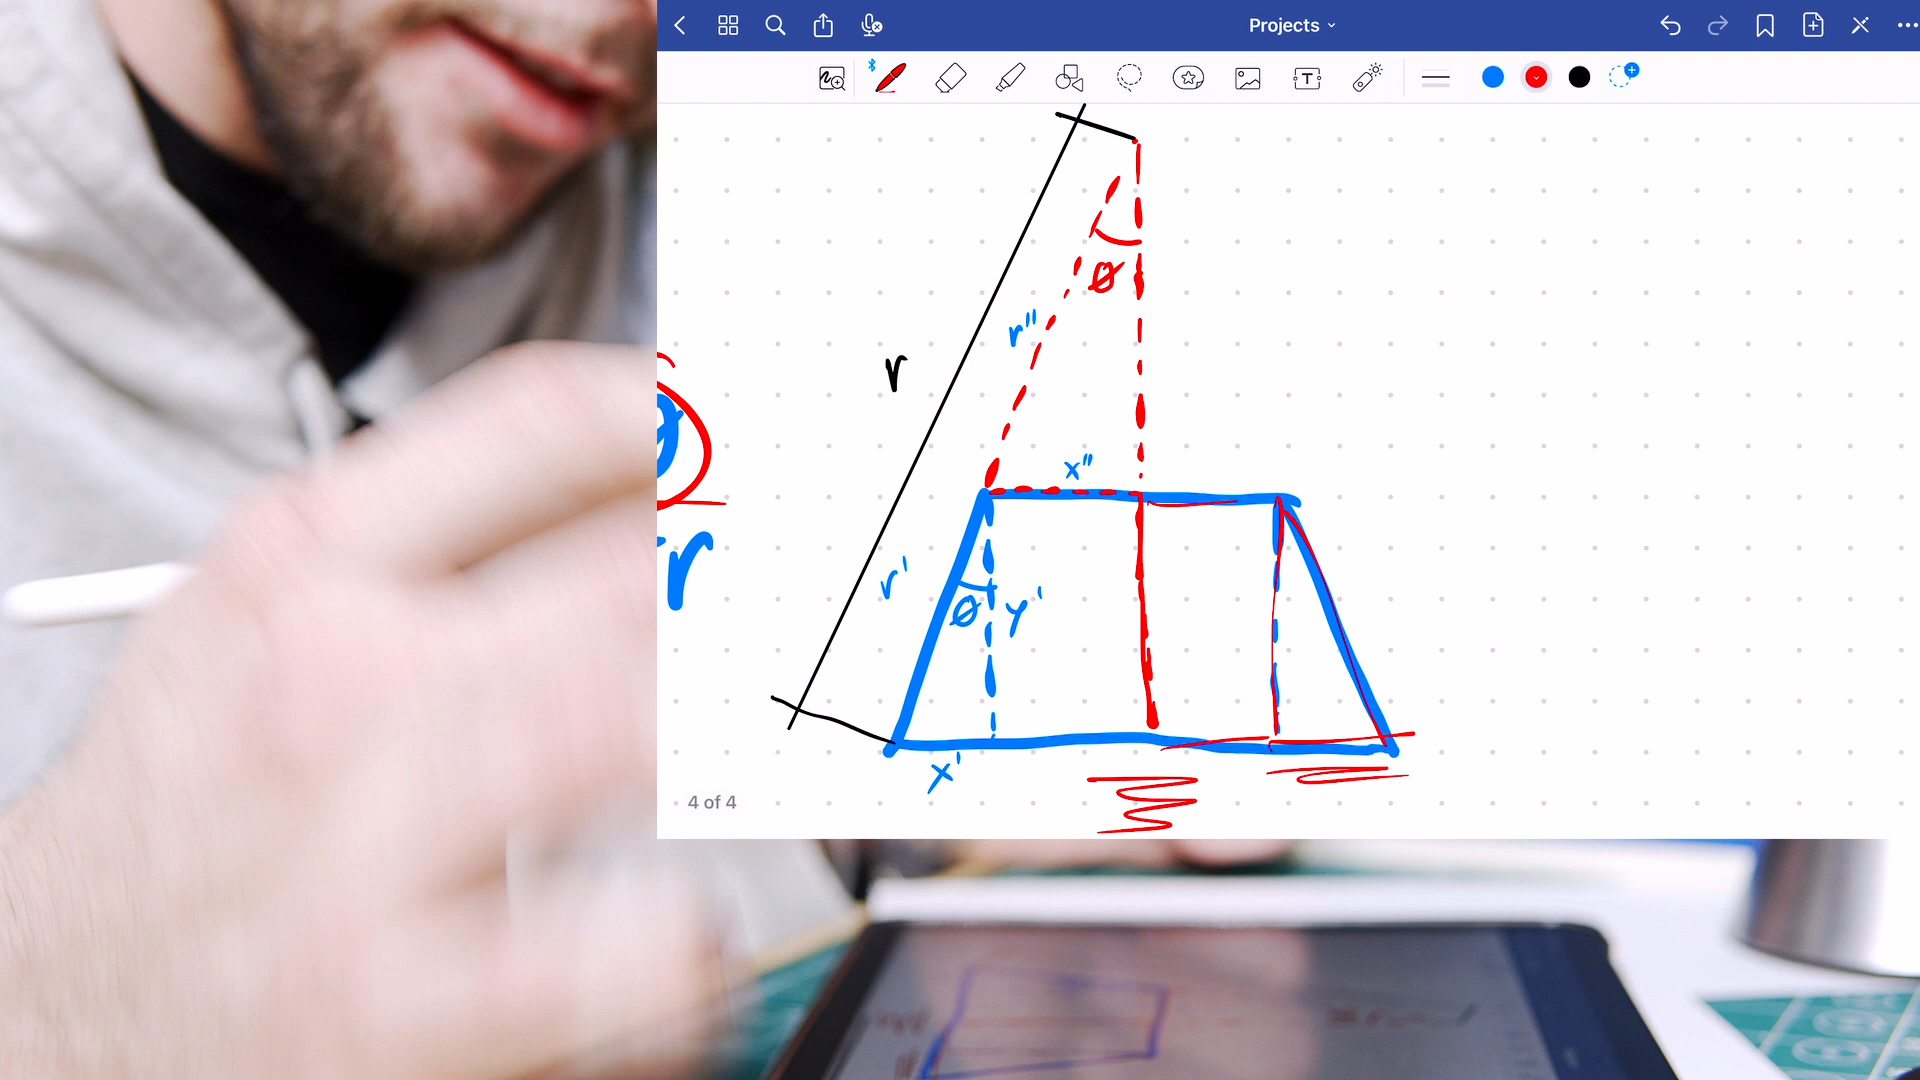 Projects
T
θ
r"
r
x"
r
r'
θ y'
x'
4 of 4